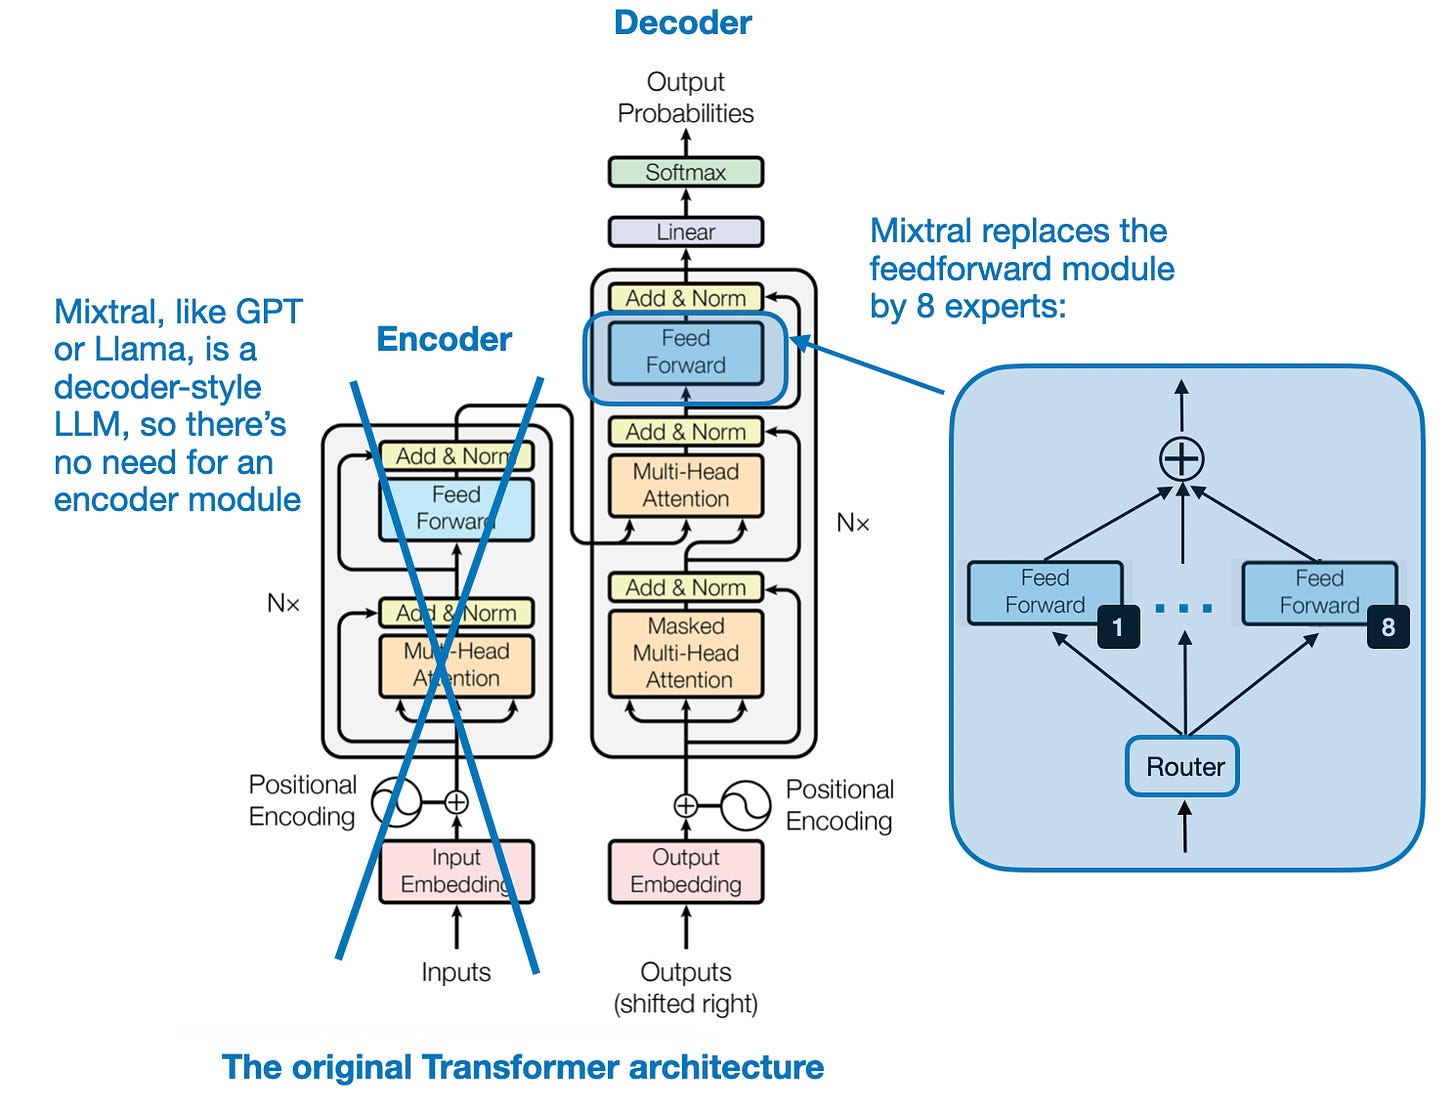 Decoder
Output
Probabilities
Softmax
Linear
Add & Norm
Feed
Forward
Add & Norm
Multi-Head
Attention
Add & Norm
Masked
Multi-Head
Attention
N×
Positional
Encoding
Output
Embedding
Outputs
(shifted right)
Mixtral, like GPT
or Llama, is a
decoder-style
LLM, so there’s
no need for an
encoder module
Encoder
Add & Norm
Feed
Forward
Add & Norm
Multi-Head
Attention
N×
Positional
Encoding
Input
Embedding
Inputs
Mixtral replaces the
feedforward module
by 8 experts:
Feed
Forward
1
Feed
Forward
8
Router
The original Transformer architecture